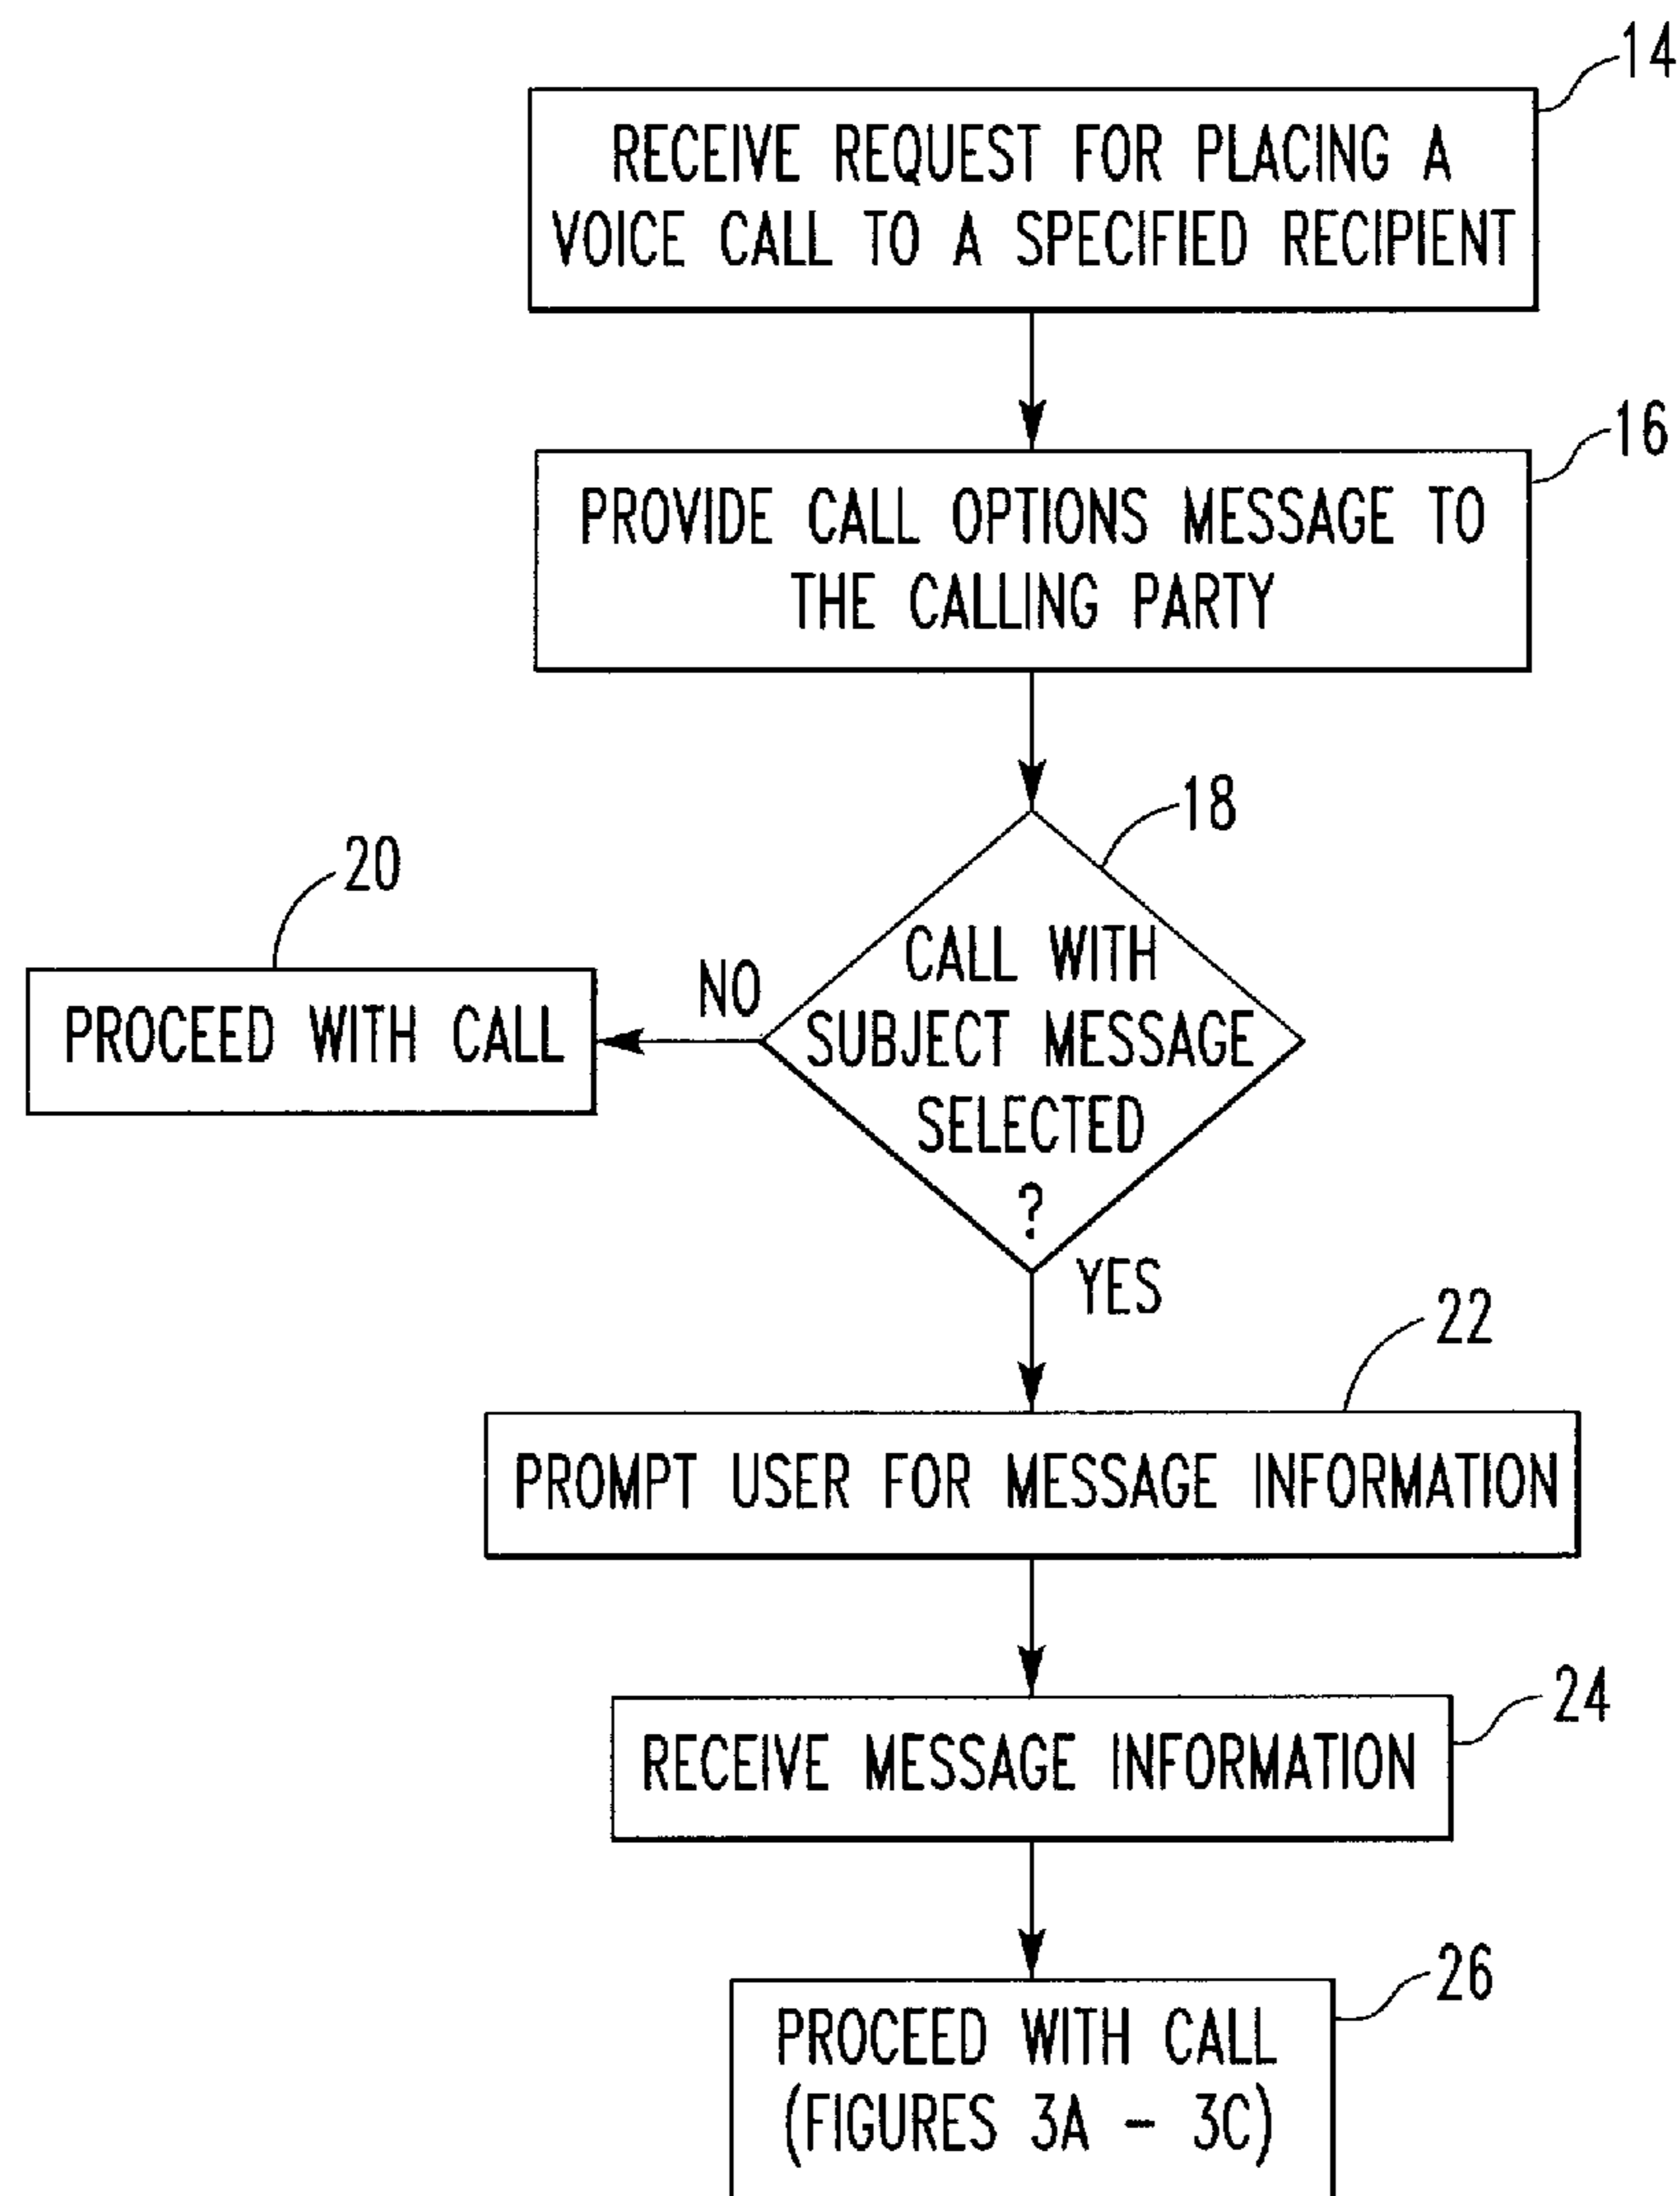 14
RECEIVE REQUEST FOR PLACING A
VOICE CALL TO A SPECIFIED RECIPIENT
16
PROVIDE CALL OPTIONS MESSAGE TO
THE CALLING PARTY
18
CALL WITH
SUBJECT MESSAGE
SELECTED
?
NO
20
PROCEED WITH CALL
YES
22
PROMPT USER FOR MESSAGE INFORMATION
24
RECEIVE MESSAGE INFORMATION
26
PROCEED WITH CALL
(FIGURES 3A - 3C)